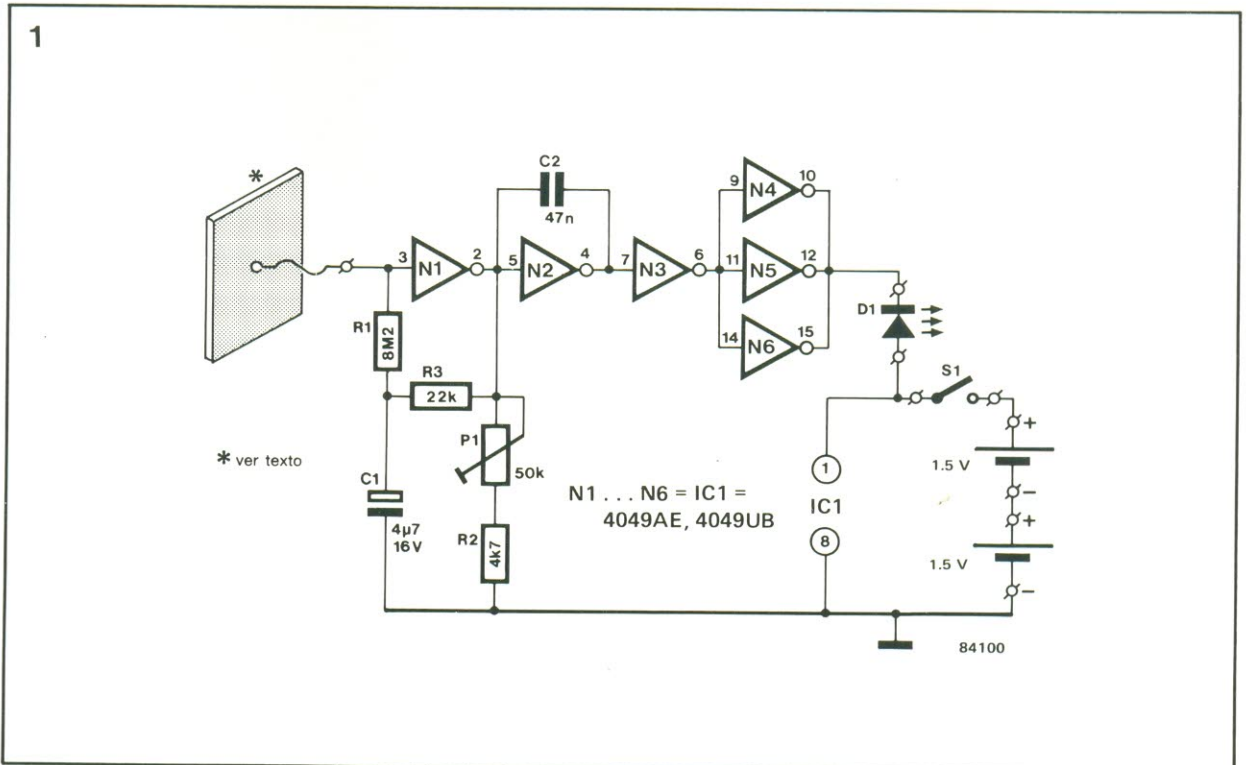 1
*
C2
47n
9
N4
10
3
N1
2
5
N2
4
7
N3
6
11
N5
12
14
N6
15
D1
R1
8M2
R3
22k
S1
P1
50k
* ver texto
C1
4µ7
16V
R2
4k7
N1 . . . N6 = IC1 =
4049AE, 4049UB
1
IC1
8
+
1.5 V
−
+
1.5 V
−
84100